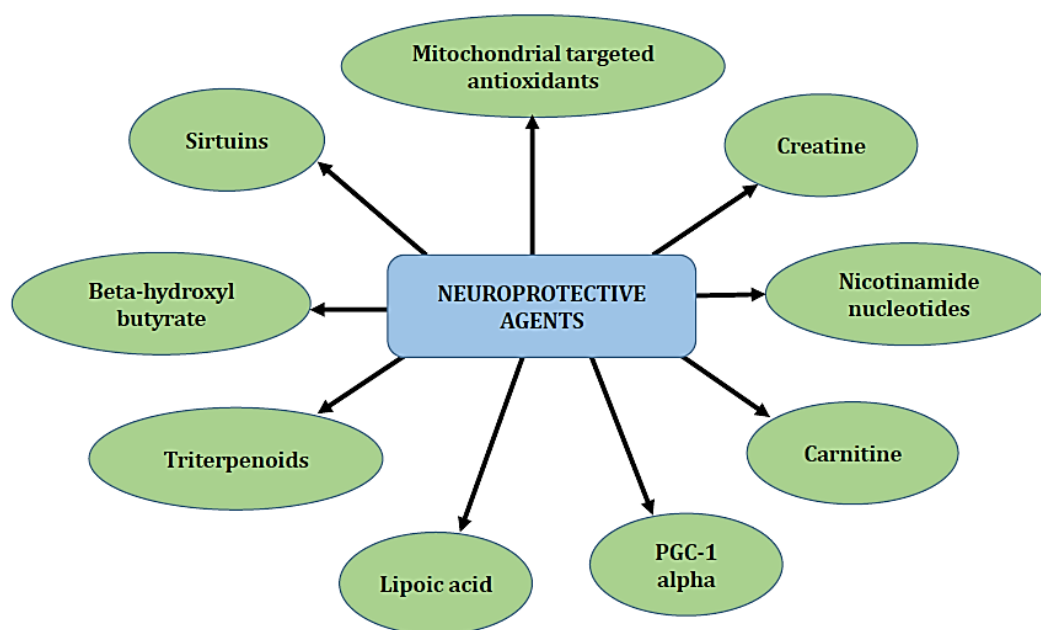 Mitochondrial targeted
antioxidants
Sirtuins
Creatine
Beta-hydroxyl
butyrate
NEUROPROTECTIVE
AGENTS
Nicotinamide
nucleotides
Triterpenoids
Carnitine
Lipoic acid
PGC-1
alpha